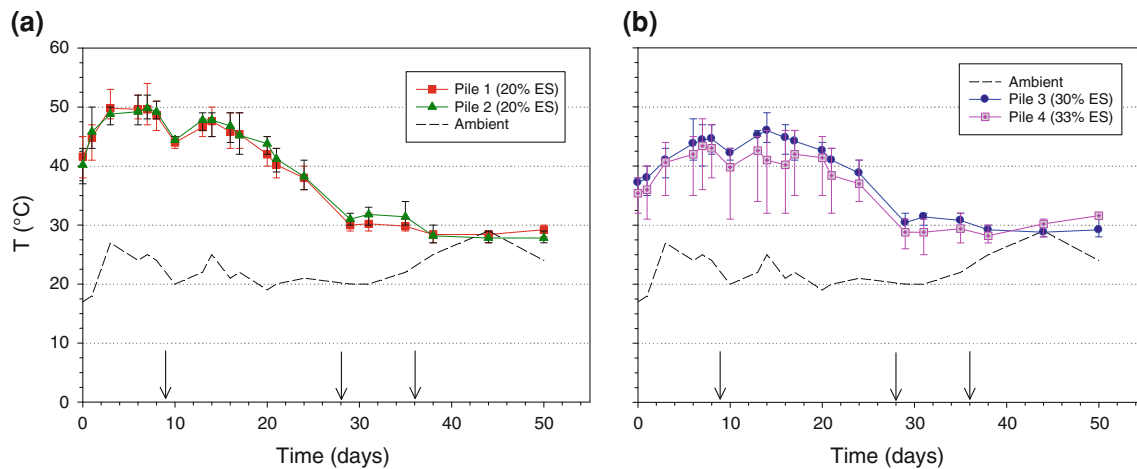 (a)
(b)
60
50
40
30
20
10
0
T (°C)
Pile 1 (20% ES)
Pile 2 (20% ES)
Ambient
Ambient
Pile 3 (30% ES)
Pile 4 (33% ES)
0 10 20 30 40 50
0 10 20 30 40 50
Time (days)
Time (days)